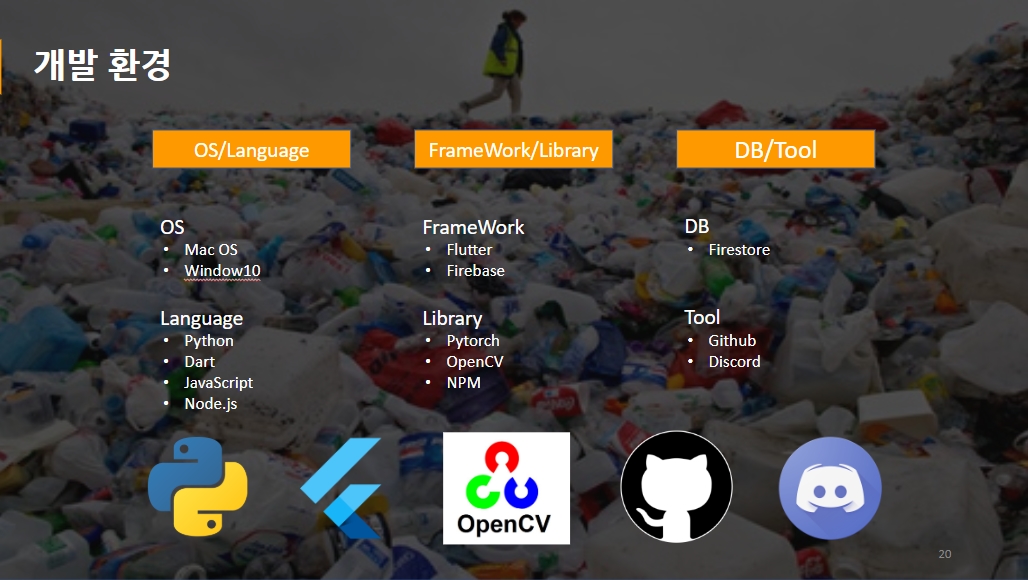 개발 환경
OS/Language
FrameWork/Library
DB/Tool
OS
• Mac OS
• Window10
Language
• Python
• Dart
• JavaScript
• Node.js
FrameWork
• Flutter
• Firebase
Library
• Pytorch
• OpenCV
• NPM
DB
• Firestore
Tool
• Github
• Discord
OpenCV
20